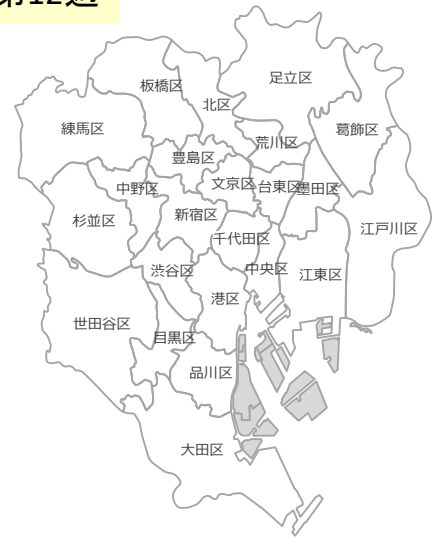 第12週
足立区
板橋区
北区
練馬区
荒川区
葛飾区
豊島区
中野区
文京区
台東区
墨田区
杉並区
新宿区
江戸川区
千代田区
渋谷区
中央区
江東区
港区
世田谷区
目黒区
品川区
大田区